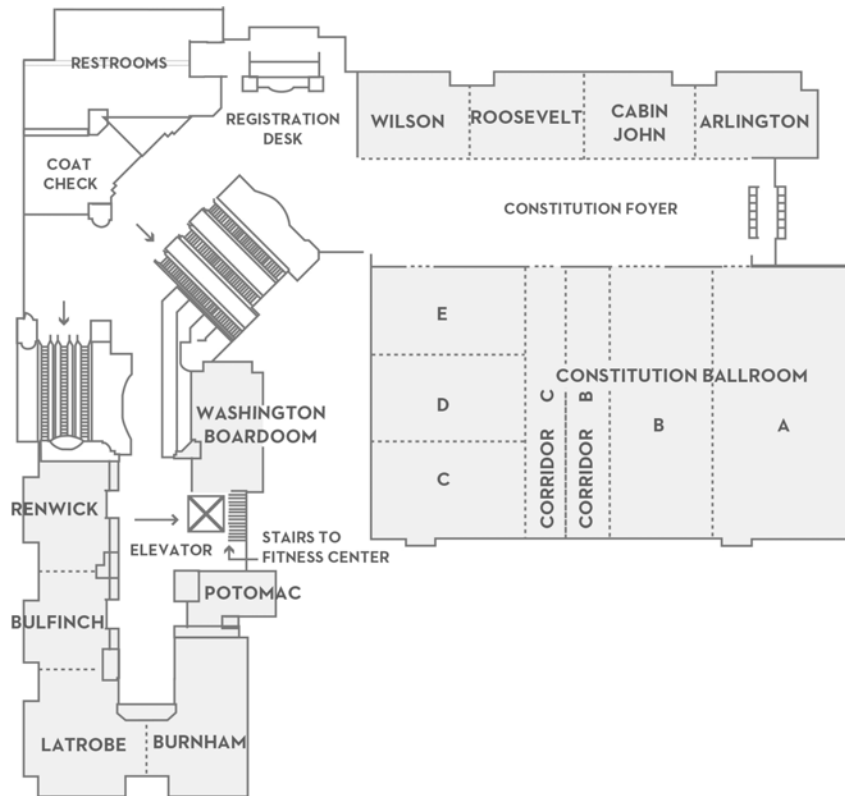 RESTROOMS
REGISTRATION
DESK
WILSON
ROOSEVELT
CABIN
JOHN
ARLINGTON
COAT
CHECK
CONSTITUTION FOYER
E
D
C
CORRIDOR C
CORRIDOR B
CONSTITUTION BALLROOM
B
A
WASHINGTON
BOARDOOM
RENWICK
ELEVATOR
STAIRS TO
FITNESS CENTER
POTOMAC
BULFINCH
LATROBE
BURNHAM